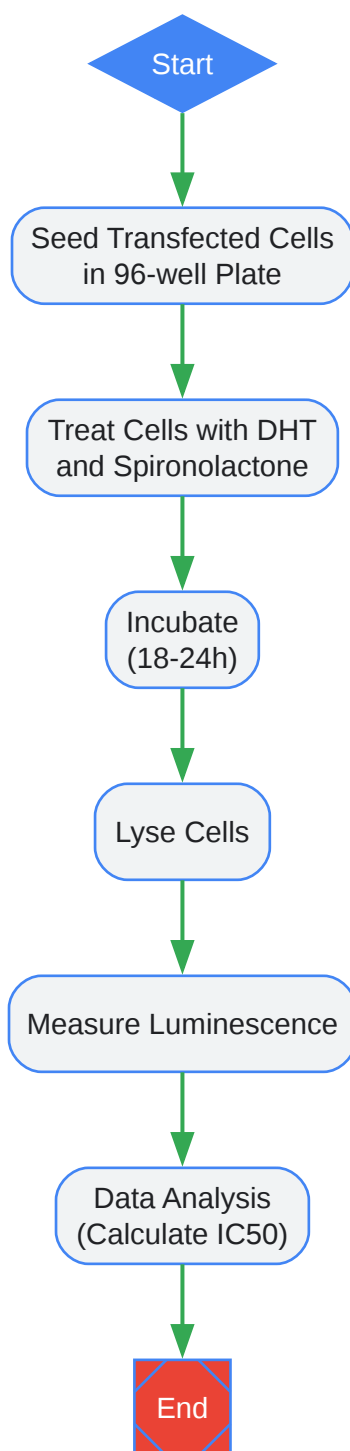 Start
Seed Transfected Cells
in 96-well Plate
Treat Cells with DHT
and Spironolactone
Incubate
(18-24h)
Lyse Cells
Measure Luminescence
Data Analysis
(Calculate IC50)
End